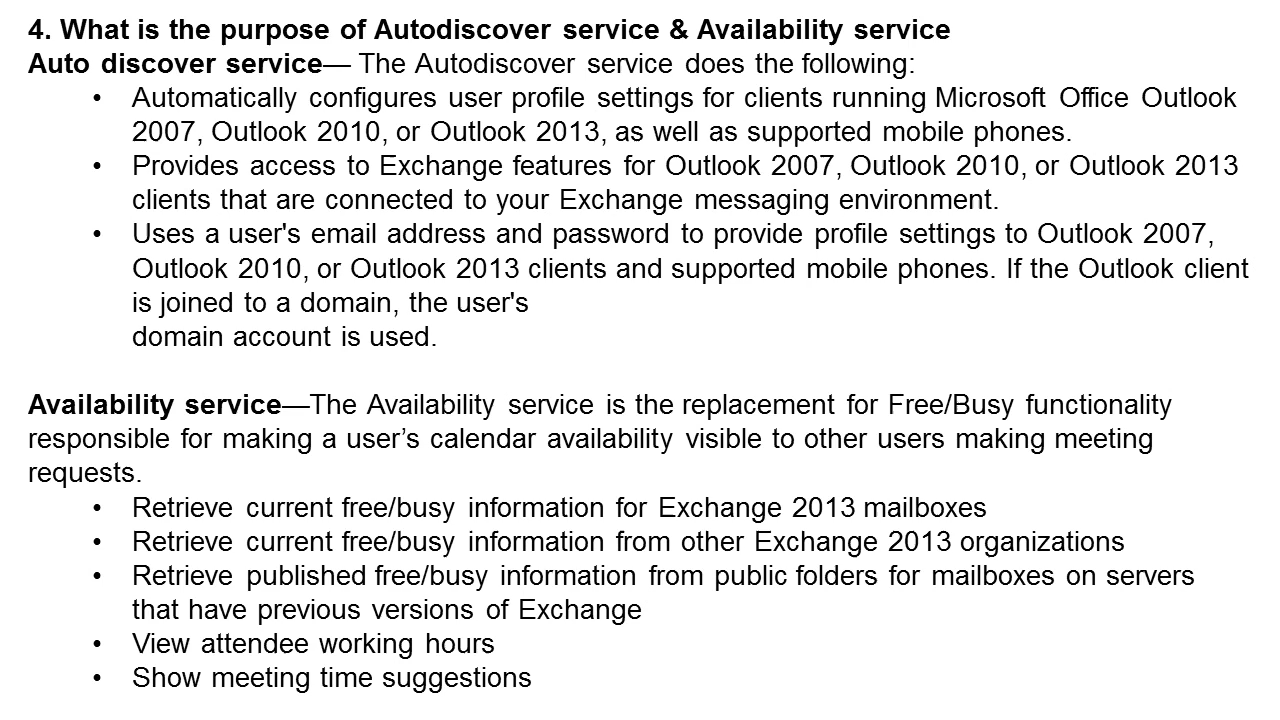 4. What is the purpose of Autodiscover service & Availability service
Auto discover service— The Autodiscover service does the following:
• Automatically configures user profile settings for clients running Microsoft Office Outlook
2007, Outlook 2010, or Outlook 2013, as well as supported mobile phones.
• Provides access to Exchange features for Outlook 2007, Outlook 2010, or Outlook 2013
clients that are connected to your Exchange messaging environment.
• Uses a user's email address and password to provide profile settings to Outlook 2007,
Outlook 2010, or Outlook 2013 clients and supported mobile phones. If the Outlook client
is joined to a domain, the user's
domain account is used.
Availability service—The Availability service is the replacement for Free/Busy functionality
responsible for making a user’s calendar availability visible to other users making meeting
requests.
• Retrieve current free/busy information for Exchange 2013 mailboxes
• Retrieve current free/busy information from other Exchange 2013 organizations
• Retrieve published free/busy information from public folders for mailboxes on servers
that have previous versions of Exchange
• View attendee working hours
• Show meeting time suggestions